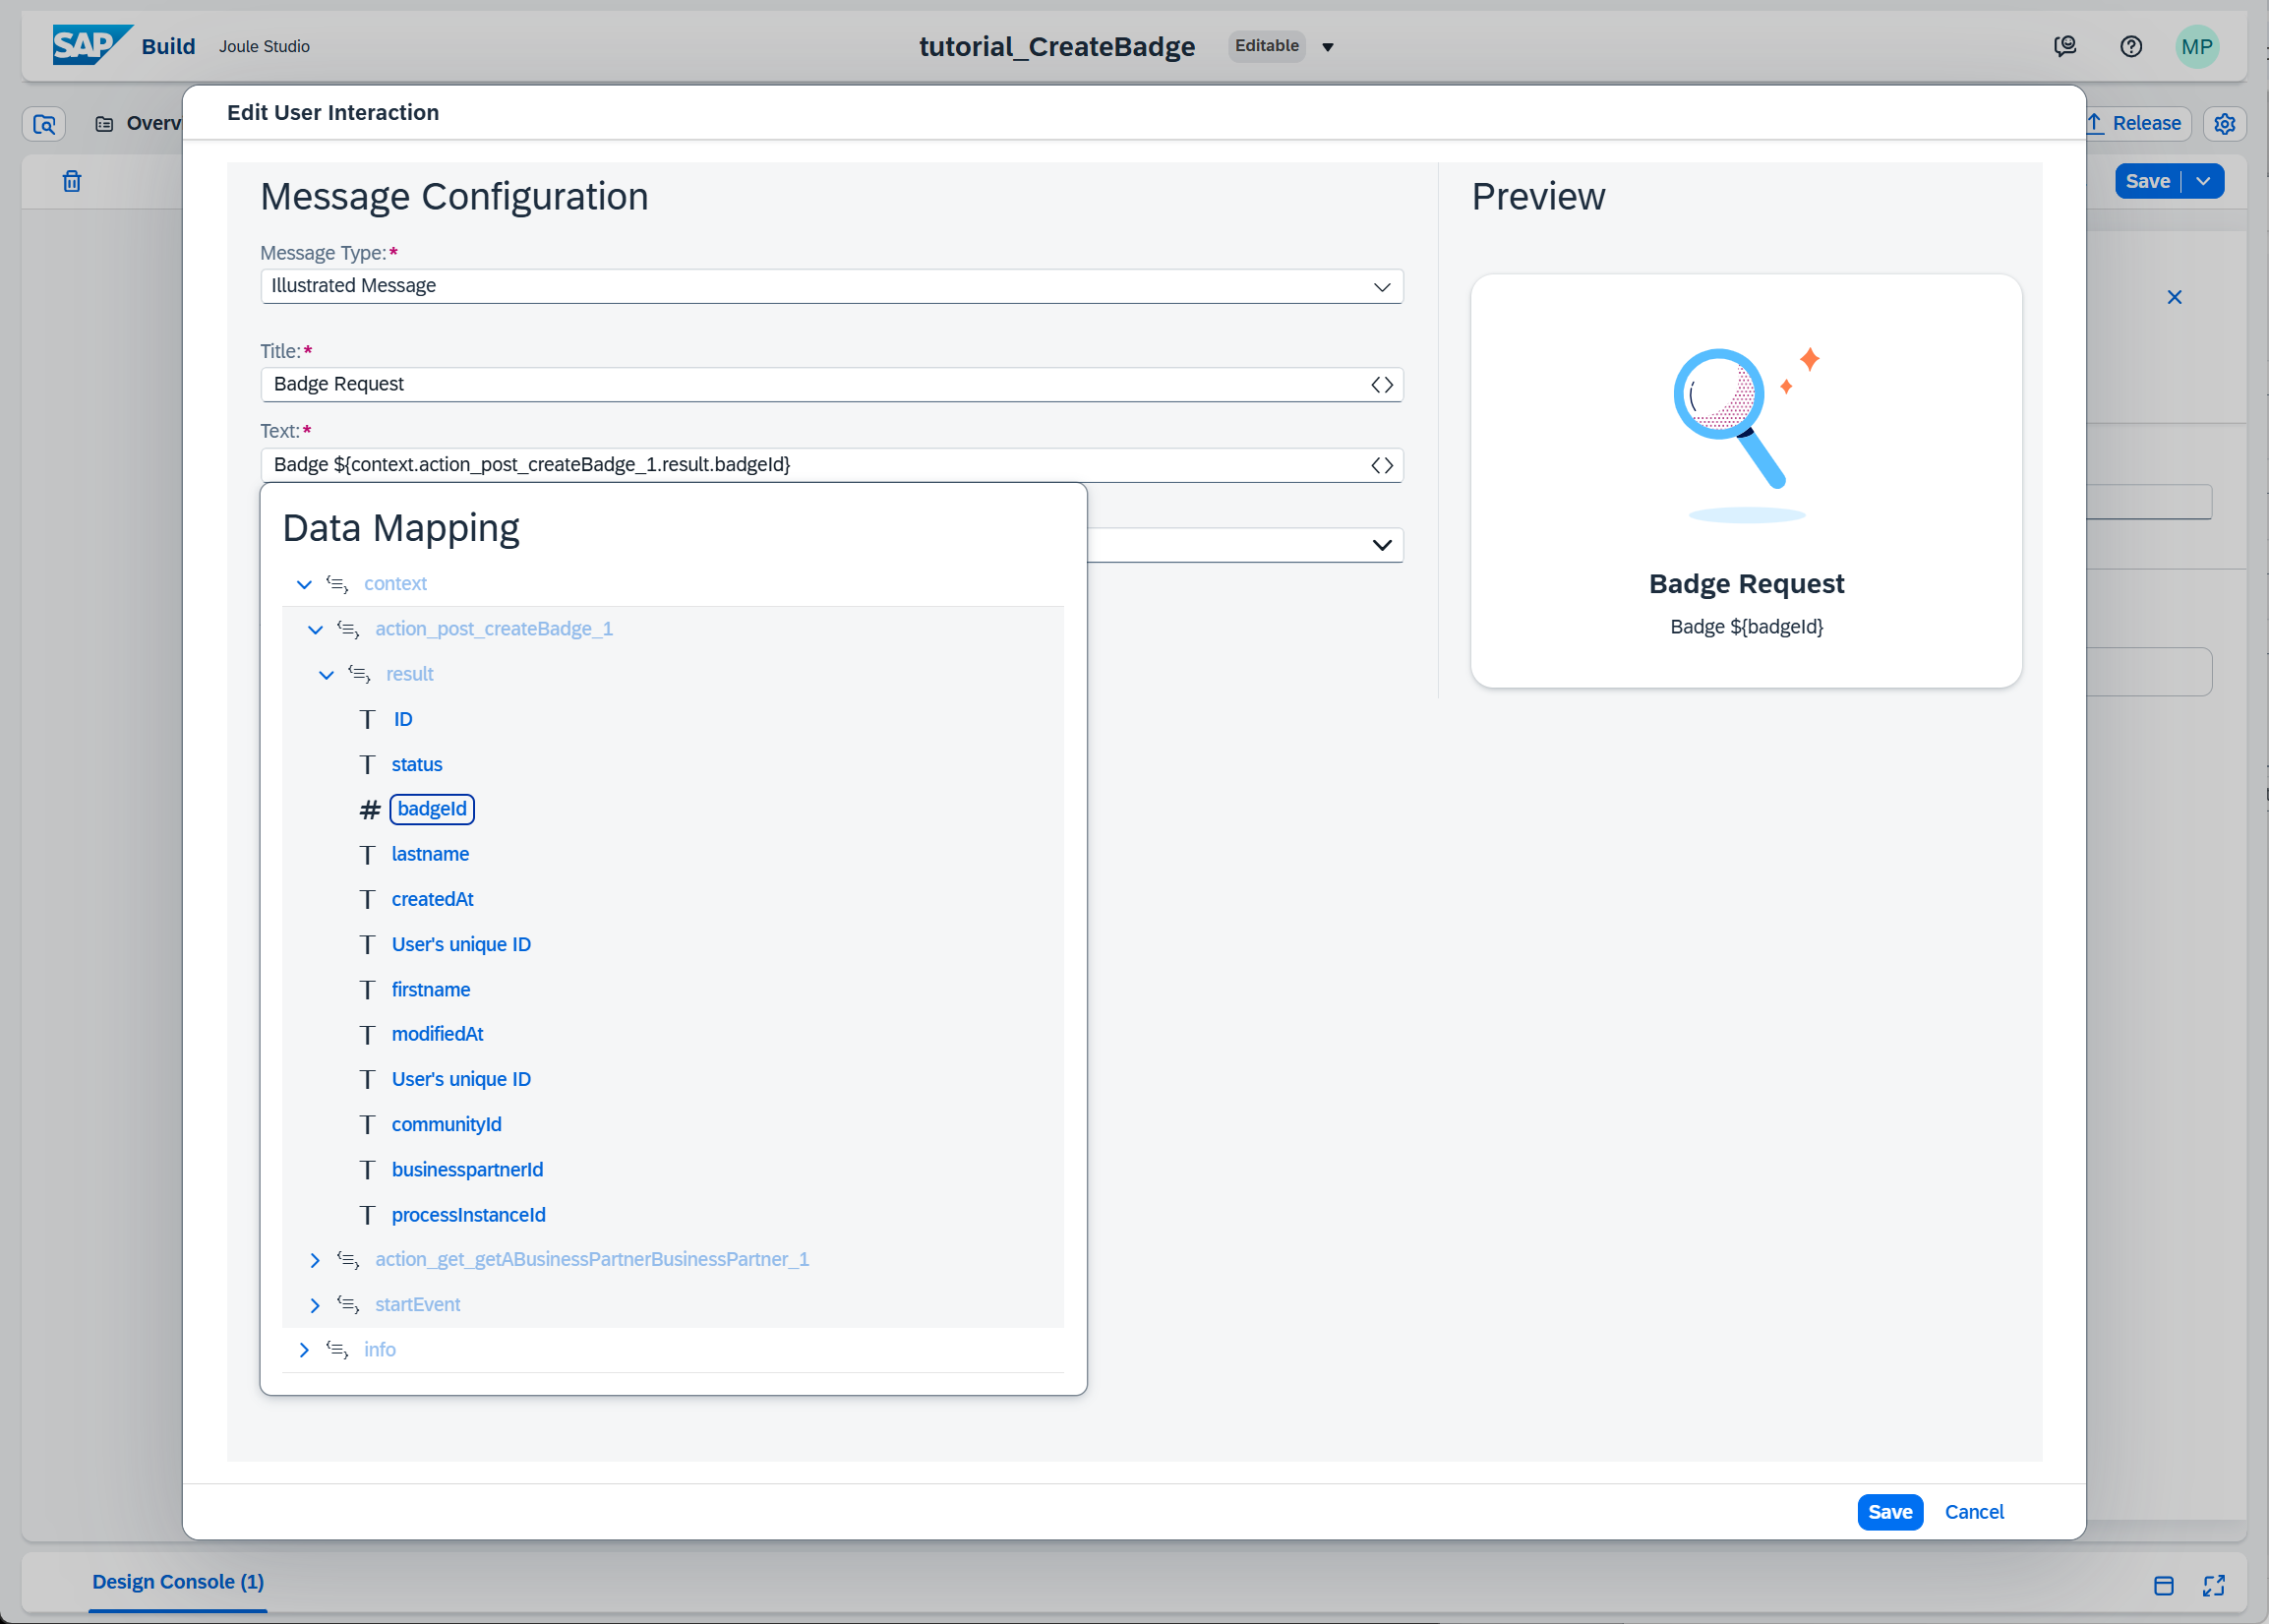 SAP Build Joule Studio
tutorial_CreateBadge Editable
MP
Overv
Release
Save
Edit User Interaction
Message Configuration
Message Type:*
Illustrated Message
Title:*
Badge Request
Text:*
Badge ${context.action_post_createBadge_1.result.badgeId}
Data Mapping
context
action_post_createBadge_1
result
ID
status
badgeId
lastname
createdAt
User's unique ID
firstname
modifiedAt
User's unique ID
communityId
businesspartnerId
processInstanceId
action_get_getABusinessPartnerBusinessPartner_1
startEvent
info
Preview
Badge Request
Badge ${badgeId}
Save Cancel
Design Console (1)